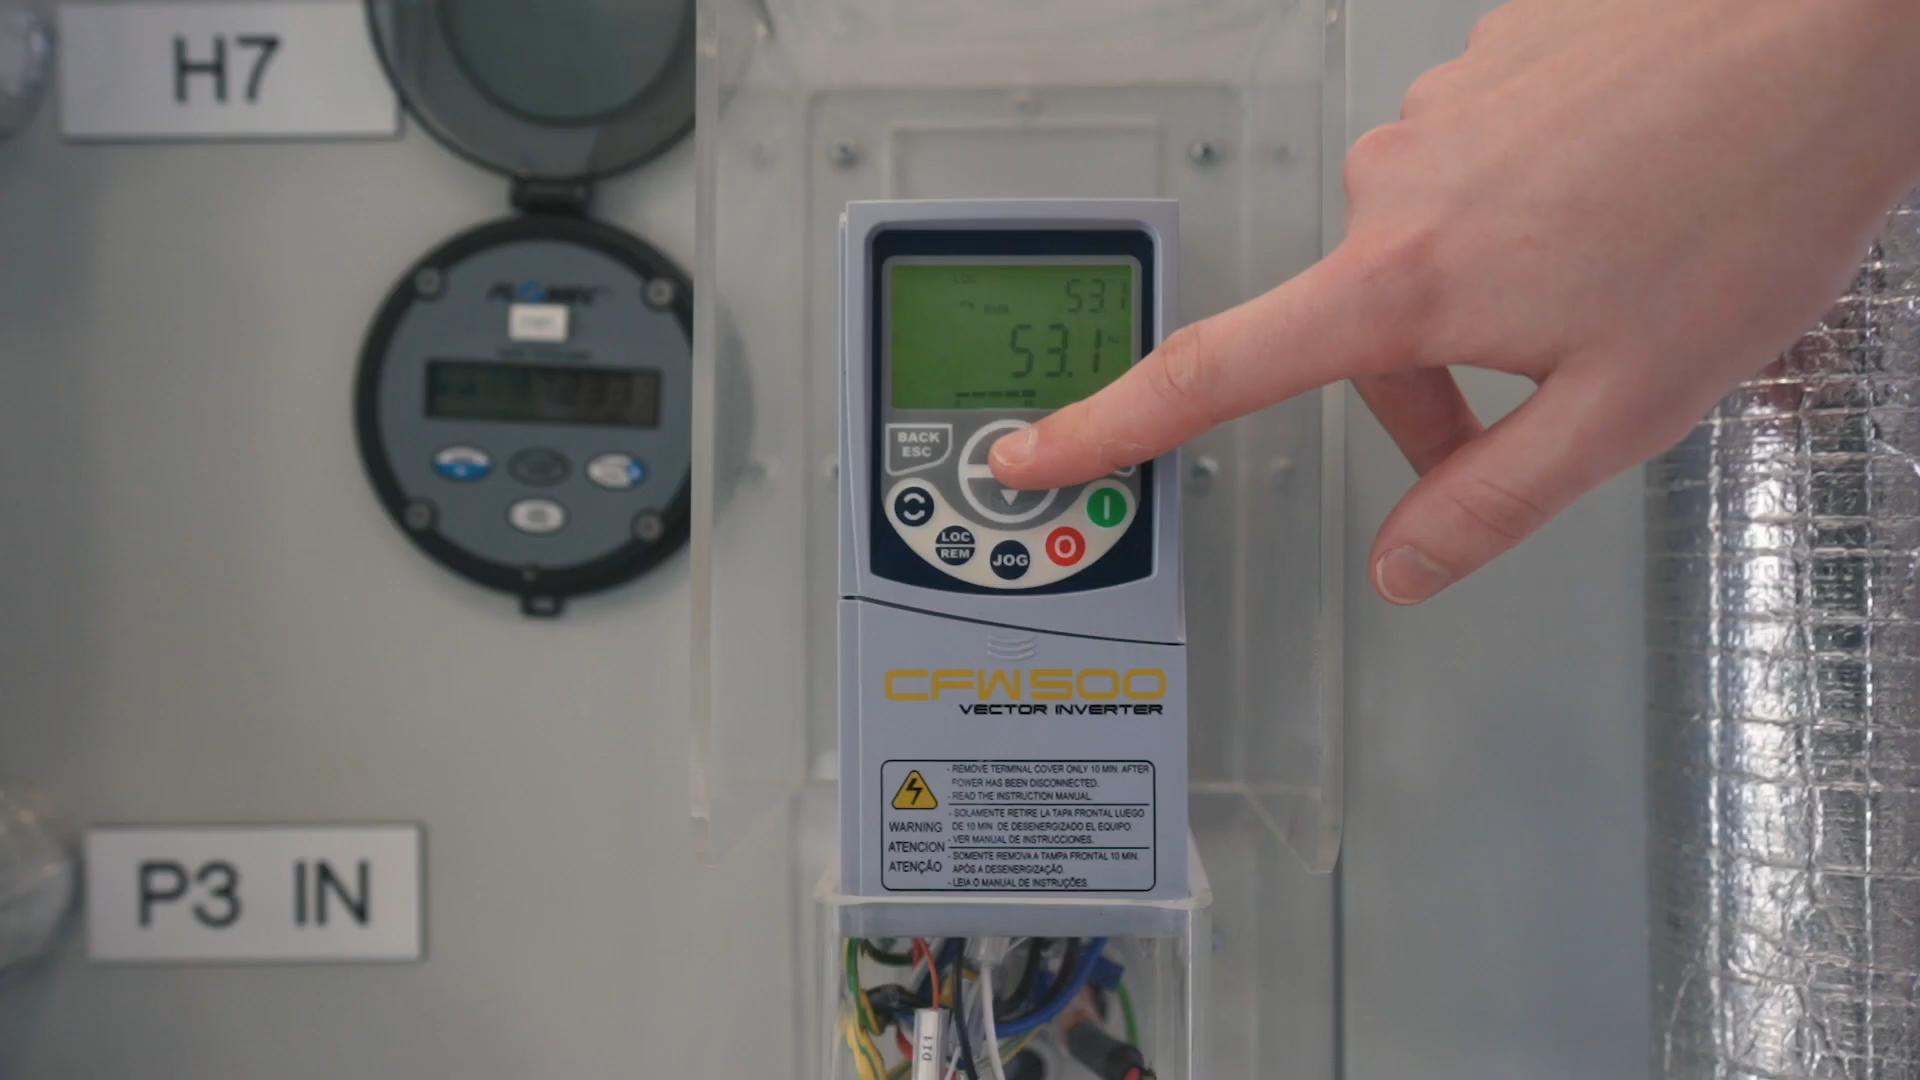 H7
LOC
53.1
RUN
53.1
BACK
ESC
LOC
REM
JOG
CFW500
VECTOR INVERTER
- REMOVE TERMINAL COVER ONLY 10 MIN. AFTER
POWER HAS BEEN DISCONNECTED.
- READ THE INSTRUCTION MANUAL.
- SOLAMENTE RETIRE LA TAPA FRONTAL LUEGO
DE 10 MIN. DE DESENERGIZADO EL EQUIPO.
- VER MANUAL DE INSTRUCCIONES.
- SOMENTE REMOVA A TAMPA FRONTAL 10 MIN.
APÓS A DESENERGIZAÇÃO.
- LEIA O MANUAL DE INSTRUÇÕES.
WARNING
ATENCION
ATENÇÃO
P3 IN
DI1